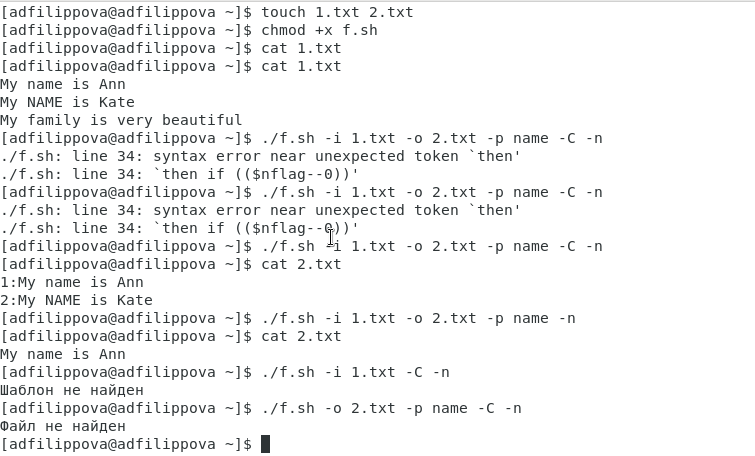 [adfilippova@adfilippova ~]$ touch 1.txt 2.txt
[adfilippova@adfilippova ~]$ chmod +x f.sh
[adfilippova@adfilippova ~]$ cat 1.txt
[adfilippova@adfilippova ~]$ cat 1.txt
My name is Ann
My NAME is Kate
My family is very beautiful
[adfilippova@adfilippova ~]$ ./f.sh -i 1.txt -o 2.txt -p name -C -n
./f.sh: line 34: syntax error near unexpected token `then'
./f.sh: line 34: `then if (($nflag--0))'
[adfilippova@adfilippova ~]$ ./f.sh -i 1.txt -o 2.txt -p name -C -n
./f.sh: line 34: syntax error near unexpected token `then'
./f.sh: line 34: `then if (($nflag--0))'
[adfilippova@adfilippova ~]$ ./f.sh -i 1.txt -o 2.txt -p name -C -n
[adfilippova@adfilippova ~]$ cat 2.txt
1:My name is Ann
2:My NAME is Kate
[adfilippova@adfilippova ~]$ ./f.sh -i 1.txt -o 2.txt -p name -n
[adfilippova@adfilippova ~]$ cat 2.txt
My name is Ann
[adfilippova@adfilippova ~]$ ./f.sh -i 1.txt -C -n
Шаблон не найден
[adfilippova@adfilippova ~]$ ./f.sh -o 2.txt -p name -C -n
Файл не найден
[adfilippova@adfilippova ~]$